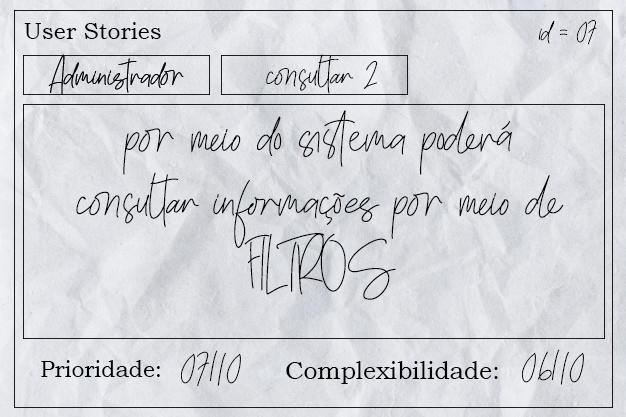 User Stories
id = 07
Administrador
consultar 2
por meio do sistema poderá
consultar informações por meio de
FILTROS
Prioridade: 07/10
Complexibilidade: 06/10